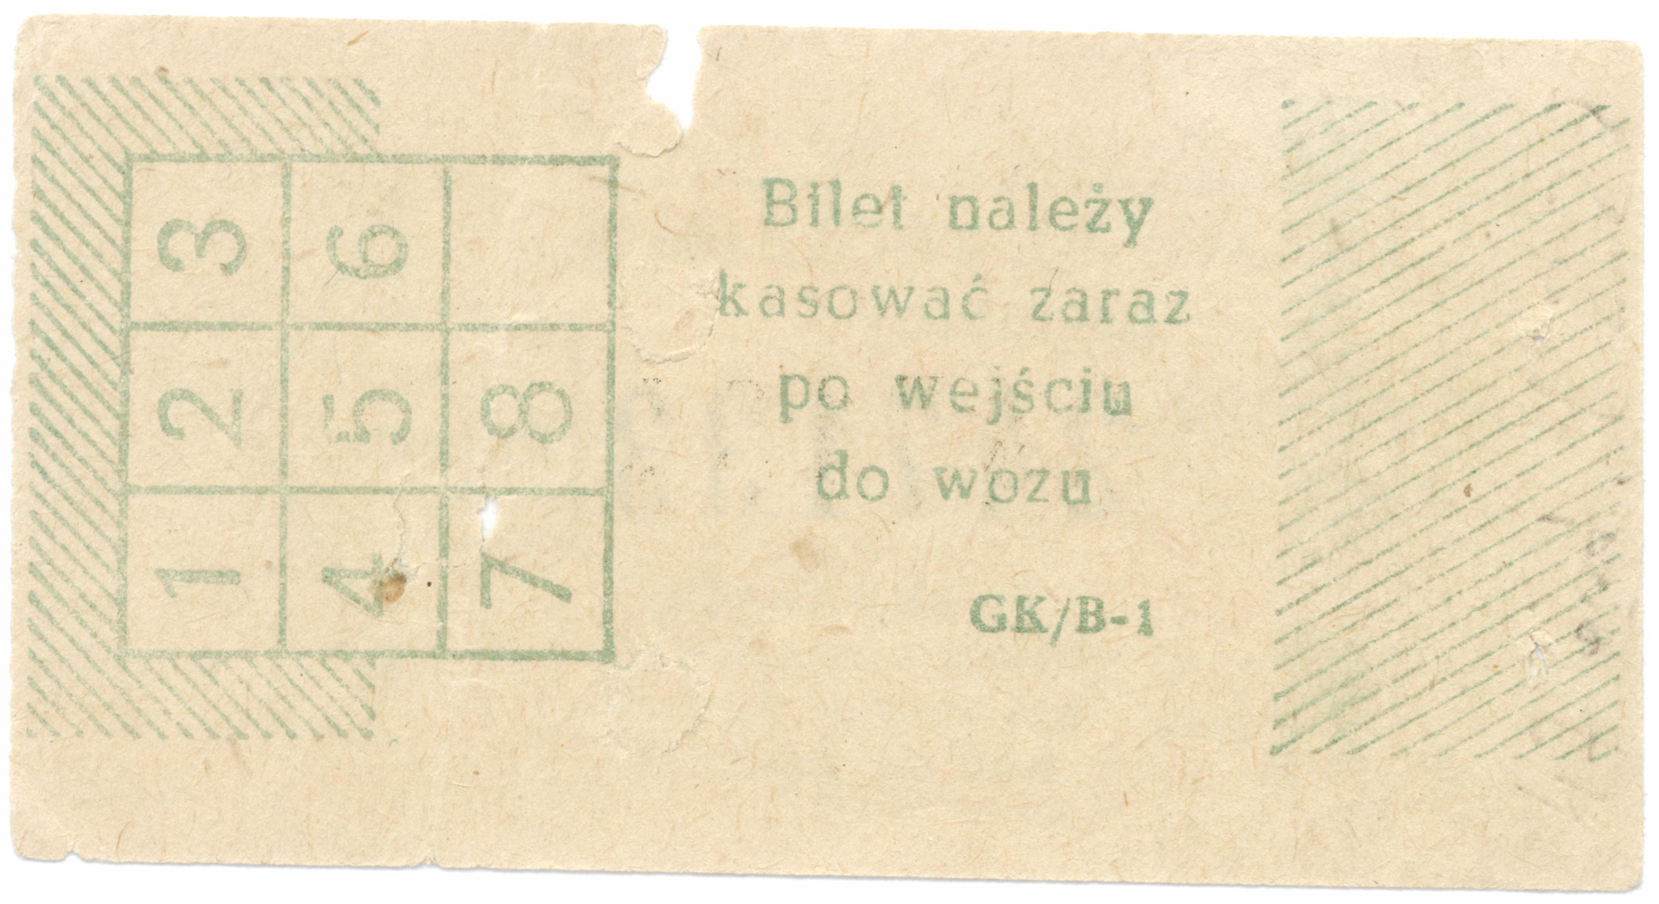 3 6
2 5 8
1 4 7
Bilet należy
kasować zaraz
po wejściu
do wozu
GK/B-1